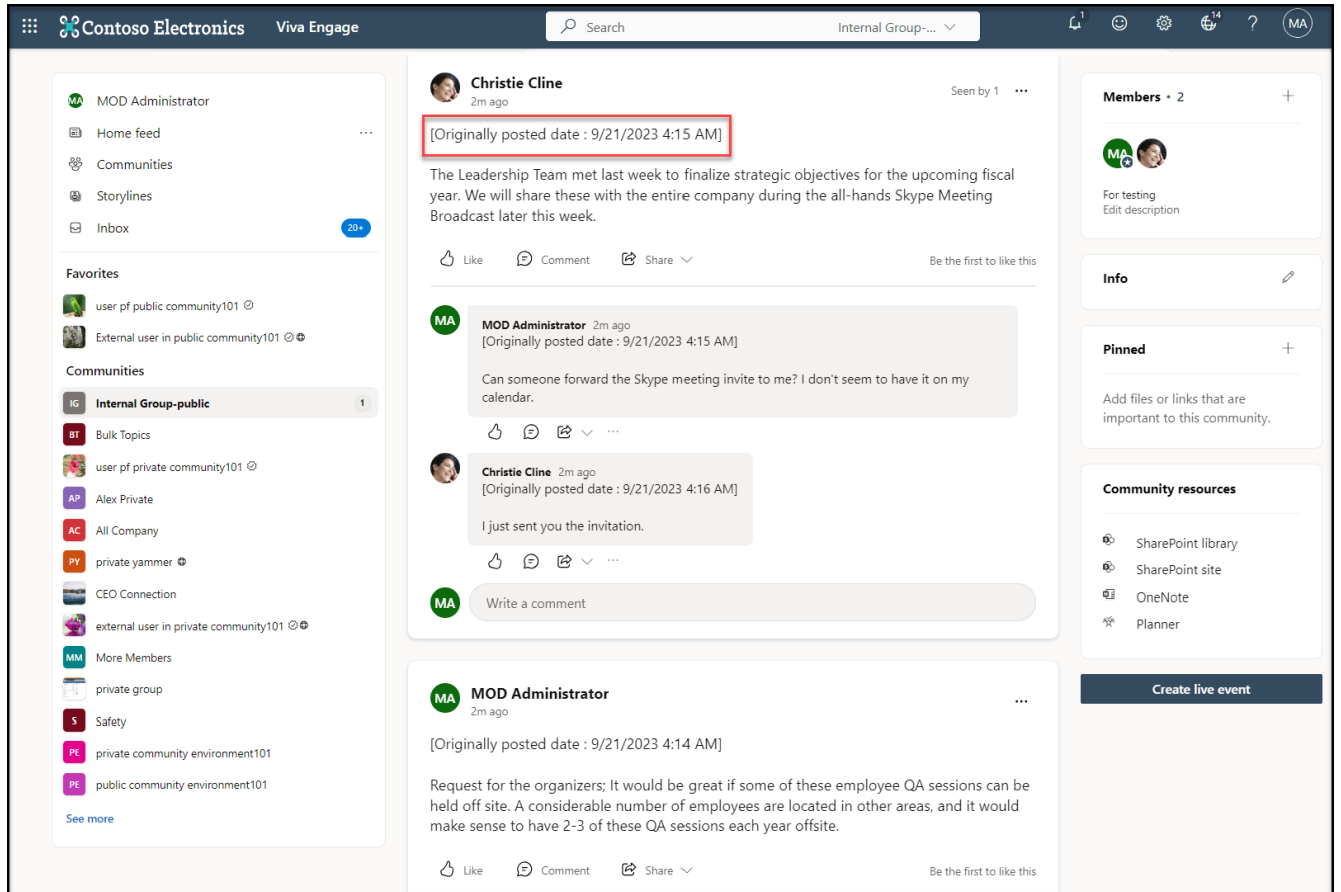 Contoso Electronics
Viva Engage
Search
Internal Group-...
1
14
?
MA
MA
MOD Administrator
Home feed
Communities
Storylines
Inbox
20+
Favorites
user pf public community101
External user in public community101
Communities
IG
Internal Group-public
1
BT
Bulk Topics
user pf private community101
AP
Alex Private
AC
All Company
PY
private yammer
CEO Connection
external user in private community101
MM
More Members
private group
S
Safety
PE
private community environment101
PE
public community environment101
See more
Christie Cline
2m ago
Seen by 1
[Originally posted date : 9/21/2023 4:15 AM]
The Leadership Team met last week to finalize strategic objectives for the upcoming fiscal
year. We will share these with the entire company during the all-hands Skype Meeting
Broadcast later this week.
Like
Comment
Share
Be the first to like this
MA
MOD Administrator 2m ago
[Originally posted date : 9/21/2023 4:15 AM]
Can someone forward the Skype meeting invite to me? I don't seem to have it on my
calendar.
Christie Cline 2m ago
[Originally posted date : 9/21/2023 4:16 AM]
I just sent you the invitation.
MA
Write a comment
MA
MOD Administrator
2m ago
[Originally posted date : 9/21/2023 4:14 AM]
Request for the organizers; It would be great if some of these employee QA sessions can be
held off site. A considerable number of employees are located in other areas, and it would
make sense to have 2-3 of these QA sessions each year offsite.
Like
Comment
Share
Be the first to like this
Members • 2
MA
For testing
Edit description
Info
Pinned
Add files or links that are
important to this community.
Community resources
SharePoint library
SharePoint site
OneNote
Planner
Create live event